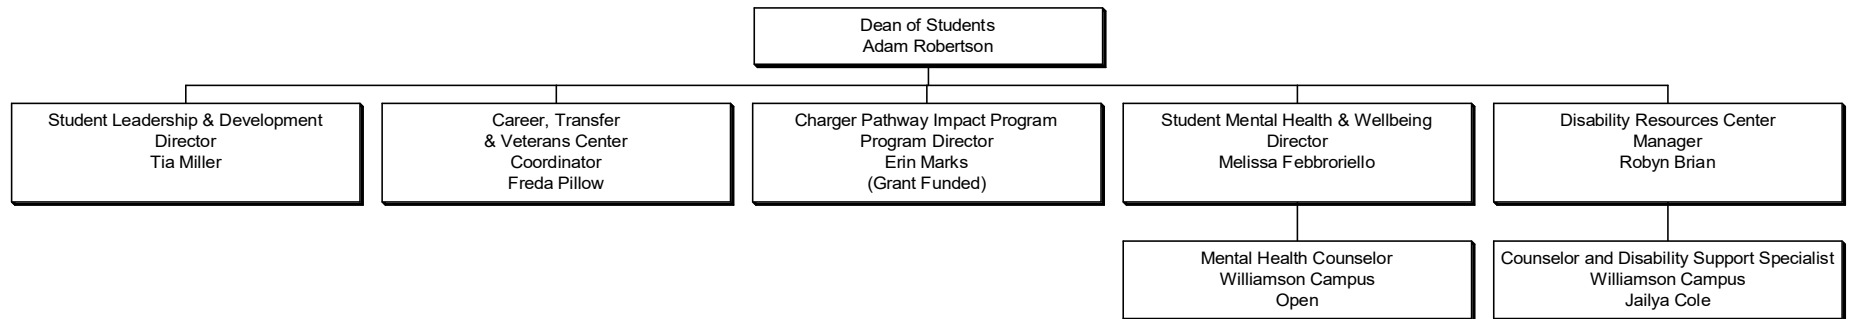 Dean of Students
Adam Robertson
Student Leadership & Development
Director
Tia Miller
Career, Transfer
& Veterans Center
Coordinator
Freda Pillow
Charger Pathway Impact Program
Program Director
Erin Marks
(Grant Funded)
Student Mental Health & Wellbeing
Director
Melissa Febbroriello
Disability Resources Center
Manager
Robyn Brian
Mental Health Counselor
Williamson Campus
Open
Counselor and Disability Support Specialist
Williamson Campus
Jailya Cole